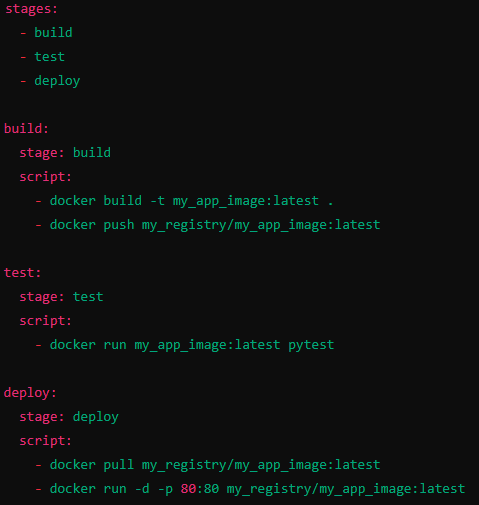 stages:
  - build
  - test
  - deploy

build:
  stage: build
  script:
    - docker build -t my_app_image:latest .
    - docker push my_registry/my_app_image:latest

test:
  stage: test
  script:
    - docker run my_app_image:latest pytest

deploy:
  stage: deploy
  script:
    - docker pull my_registry/my_app_image:latest
    - docker run -d -p 80:80 my_registry/my_app_image:latest